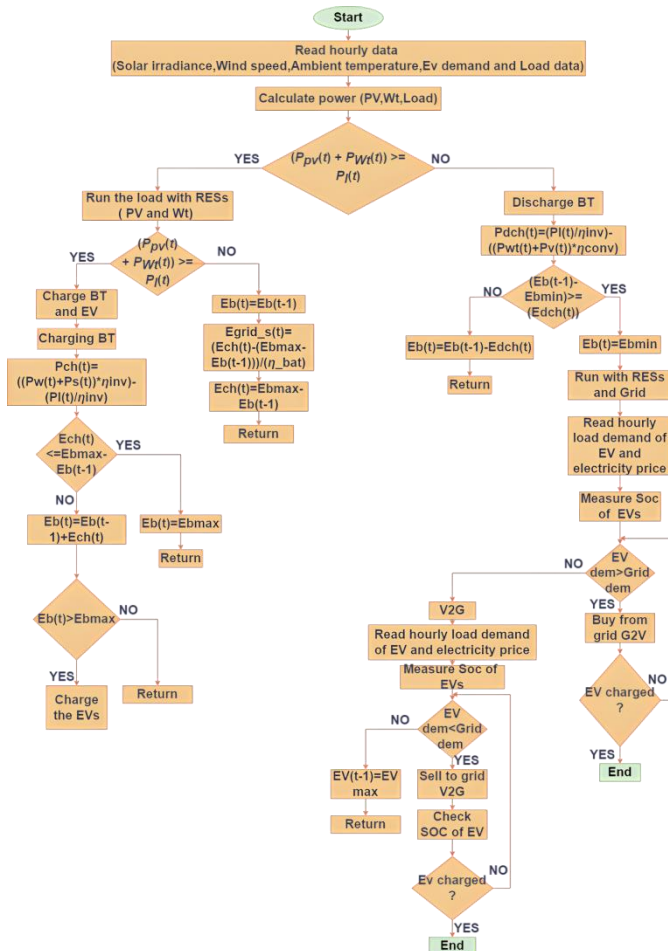 Start
Read hourly data
(Solar irradiance,Wind speed,Ambient temperature,Ev demand and Load data)
Calculate power (PV,Wt,Load)
(Ppv(t) + PWt(t)) >=
Pl(t)
YES
NO
Run the load with RESs
( PV and Wt)
(Ppv(t)
+ PWt(t)) >=
Pl(t)
YES
NO
Charge BT
and EV
Charging BT
Pch(t)=
((Pw(t)+Ps(t))*ηinv)-
(Pl(t)/ηinv)
Ech(t)
<=Ebmax-
Eb(t-1)
YES
NO
Eb(t)=Eb(t-
1)+Ech(t)
Eb(t)=Ebmax
Return
Eb(t)>Ebmax
NO
YES
Charge
the EVs
Return
Eb(t)=Eb(t-1)
Egrid_s(t)=
(Ech(t)-(Ebmax-
Eb(t-1)))/(η_bat)
Ech(t)=Ebmax-
Eb(t-1)
Return
Discharge BT
Pdch(t)=(Pl(t)/ηinv)-
((Pwt(t)+Pv(t))*ηconv)
(Eb(t-1)-
Ebmin)>=
(Edch(t))
NO
YES
Eb(t)=Eb(t-1)-Edch(t)
Return
Eb(t)=Ebmin
Run with RESs
and Grid
Read hourly
load demand of
EV and
electricity price
Measure Soc
of EVs
EV
dem>Grid
dem
NO
YES
Buy from
grid G2V
EV charged
?
NO
YES
End
V2G
Read hourly load demand
of EV and electricity price
Measure Soc of
EVs
EV
dem<Grid
dem
NO
YES
EV(t-1)=EV
max
Return
Sell to grid
V2G
Check
SOC of EV
Ev charged
?
NO
YES
End